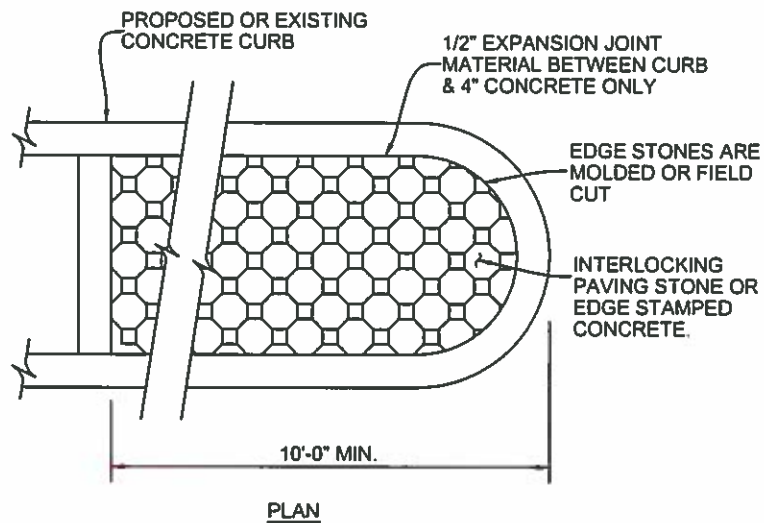 PROPOSED OR EXISTING
CONCRETE CURB
1/2" EXPANSION JOINT
MATERIAL BETWEEN CURB
& 4" CONCRETE ONLY
EDGE STONES ARE
MOLDED OR FIELD
CUT
INTERLOCKING
PAVING STONE OR
EDGE STAMPED
CONCRETE.
10'-0" MIN.
PLAN